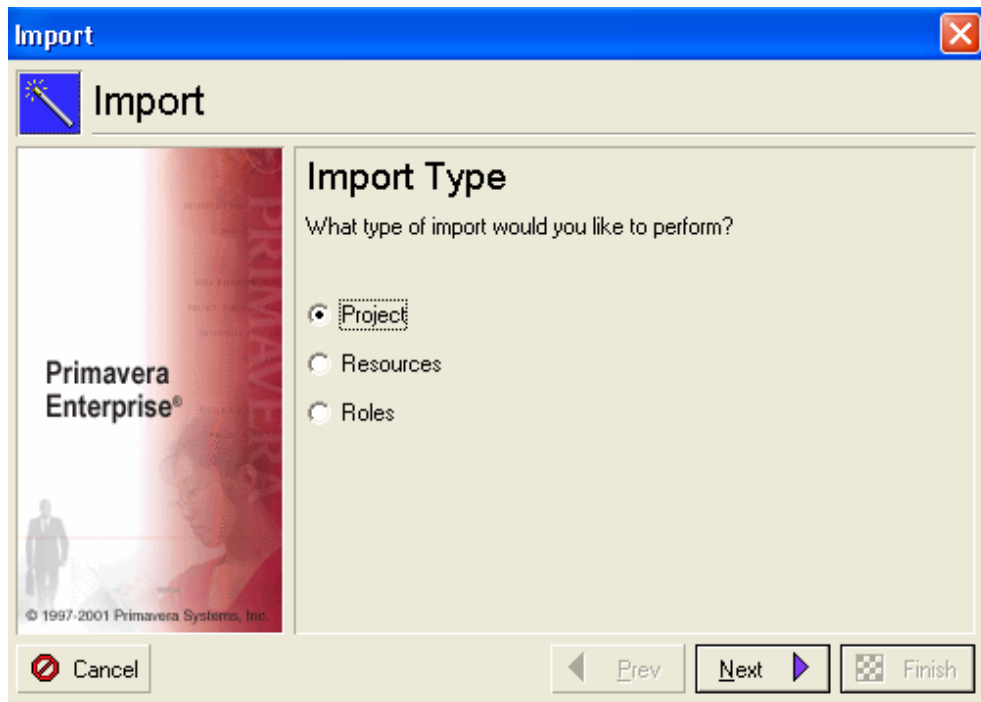 Import
Import
Import Type
What type of import would you like to perform?
Project
Resources
Roles
PRIMAVERA
Primavera
Enterprise®
© 1997-2001 Primavera Systems, Inc.
Cancel
Prev
Next
Finish